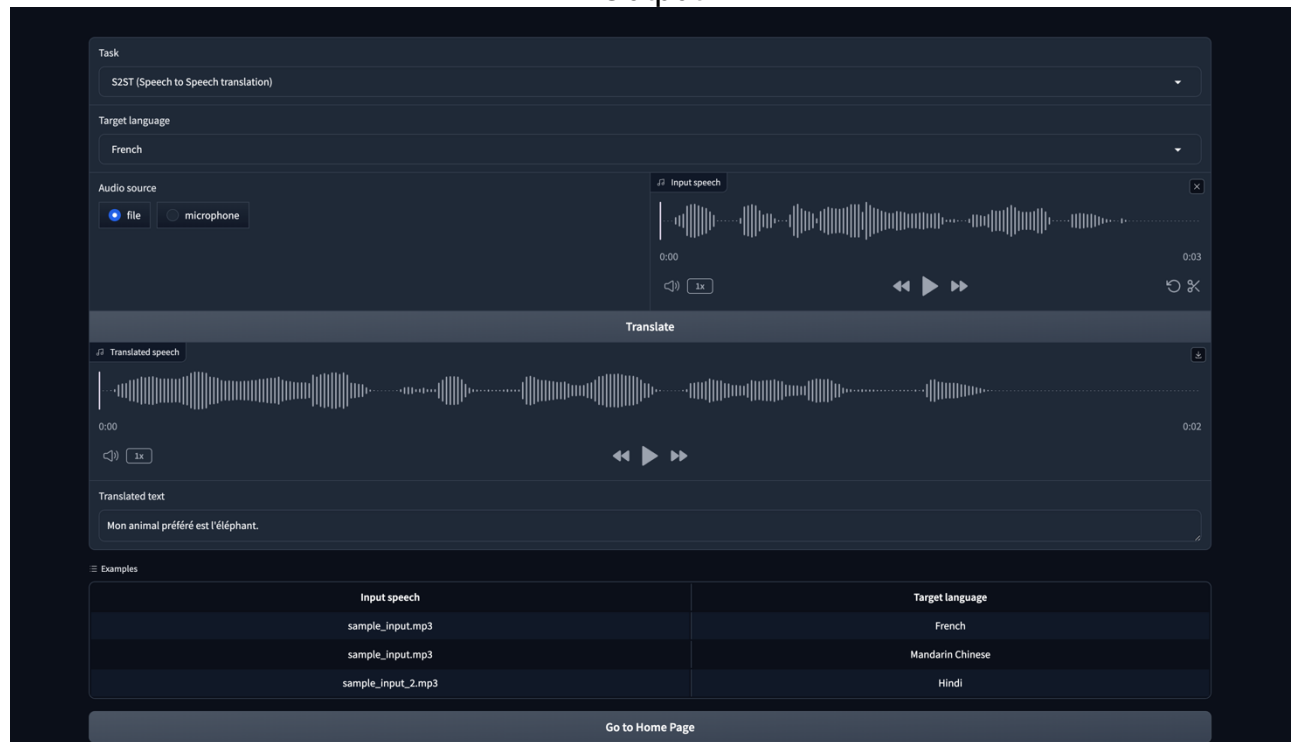 Task
S2ST (Speech to Speech translation)
Target language
French
Audio source
file
microphone
Input speech
0:00
0:03
1x
Translate
Translated speech
0:00
0:02
1x
Translated text
Mon animal préféré est l'éléphant.
Examples
Input speech Target language
sample_input.mp3 French
sample_input.mp3 Mandarin Chinese
sample_input_2.mp3 Hindi
Go to Home Page